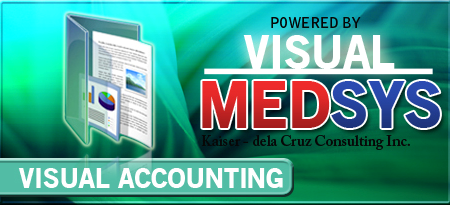 POWERED BY
VISUAL
MEDSYS
Kaiser - dela Cruz Consulting Inc.
VISUAL ACCOUNTING